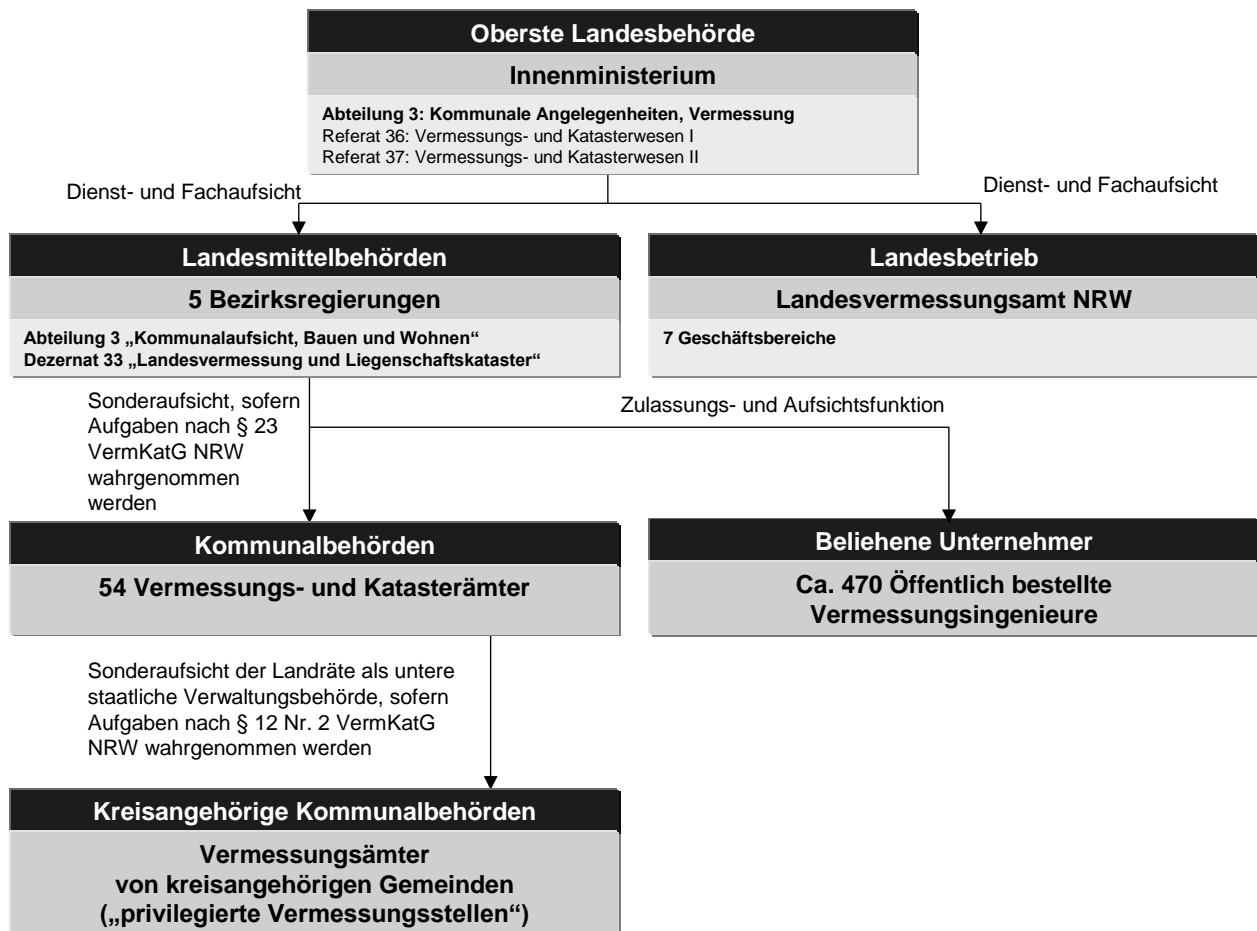 Oberste Landesbehörde
Innenministerium
Abteilung 3: Kommunale Angelegenheiten, Vermessung
Referat 36: Vermessungs- und Katasterwesen I
Referat 37: Vermessungs- und Katasterwesen II
Dienst- und Fachaufsicht
Dienst- und Fachaufsicht
Landesmittelbehörden
5 Bezirksregierungen
Abteilung 3 „Kommunalaufsicht, Bauen und Wohnen“
Dezernat 33 „Landesvermessung und Liegenschaftskataster“
Landesbetrieb
Landesvermessungsamt NRW
7 Geschäftsbereiche
Sonderaufsicht, sofern
Aufgaben nach § 23
VermKatG NRW
wahrgenommen
werden
Zulassungs- und Aufsichtsfunktion
Kommunalbehörden
54 Vermessungs- und Katasterämter
Beliehene Unternehmer
Ca. 470 Öffentlich bestellte
Vermessungsingenieure
Sonderaufsicht der Landräte als untere
staatliche Verwaltungsbehörde, sofern
Aufgaben nach § 12 Nr. 2 VermKatG
NRW wahrgenommen werden
Kreisangehörige Kommunalbehörden
Vermessungsämter
von kreisangehörigen Gemeinden
(„privilegierte Vermessungsstellen“)